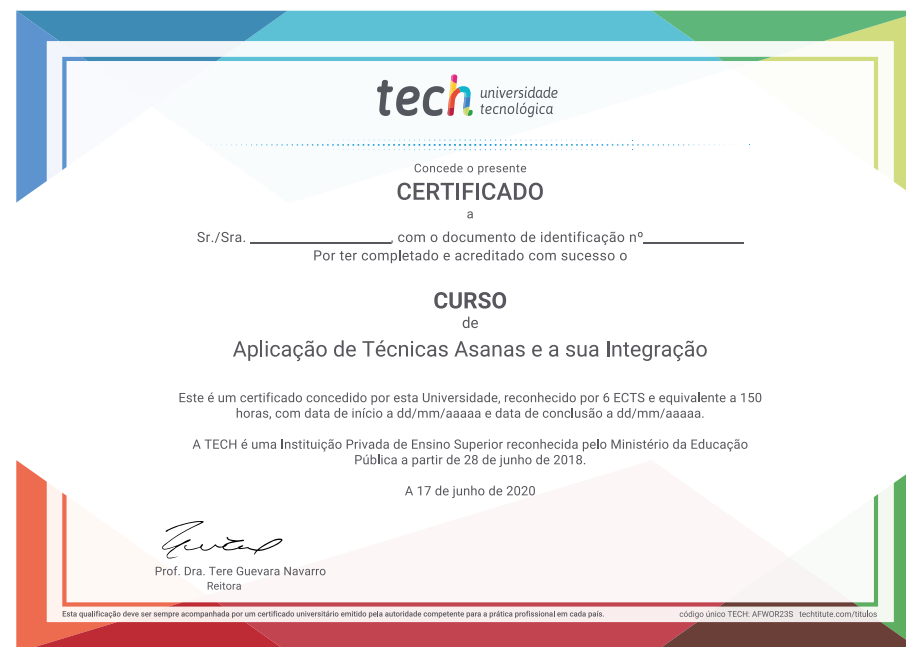 tech universidade
tecnológica
Concede o presente
CERTIFICADO
a
Sr./Sra. ____________________, com o documento de identificação nº______________
Por ter completado e acreditado com sucesso o
CURSO
de
Aplicação de Técnicas Asanas e a sua Integração
Este é um certificado concedido por esta Universidade, reconhecido por 6 ECTS e equivalente a 150
horas, com data de início a dd/mm/aaaaa e data de conclusão a dd/mm/aaaaa.
A TECH é uma Instituição Privada de Ensino Superior reconhecida pelo Ministério da Educação
Pública a partir de 28 de junho de 2018.
A 17 de junho de 2020
Prof. Dra. Tere Guevara Navarro
Reitora
Esta qualificação deve ser sempre acompanhada por um certificado universitário emitido pela autoridade competente para a prática profissional em cada país. código único TECH: AFWOR23S techtitute.com/titulos